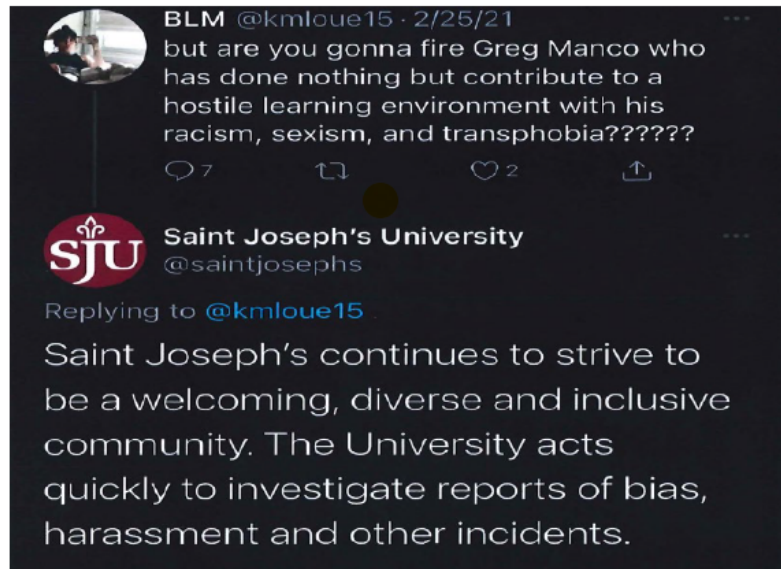 BLM @kmloue15 · 2/25/21
but are you gonna fire Greg Manco who
has done nothing but contribute to a
hostile learning environment with his
racism, sexism, and transphobia??????
7 2
SJU
Saint Joseph's University
@saintjosephs
Replying to @kmloue15
Saint Joseph's continues to strive to
be a welcoming, diverse and inclusive
community. The University acts
quickly to investigate reports of bias,
harassment and other incidents.